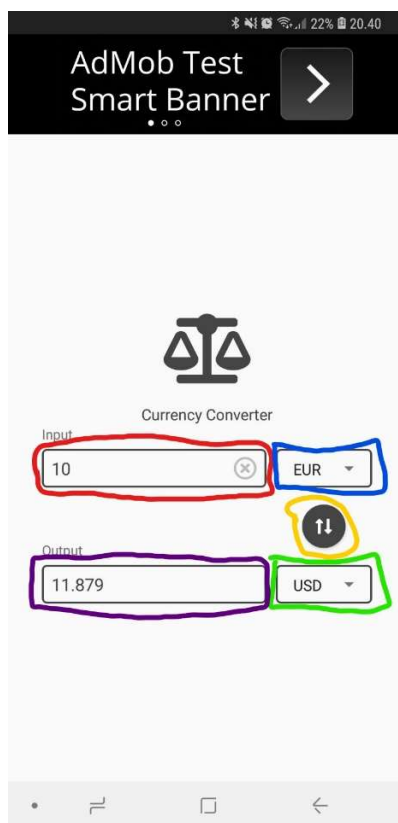 22% 20.40
AdMob Test
Smart Banner
Currency Converter
Input
10
EUR
Output
11.879
USD